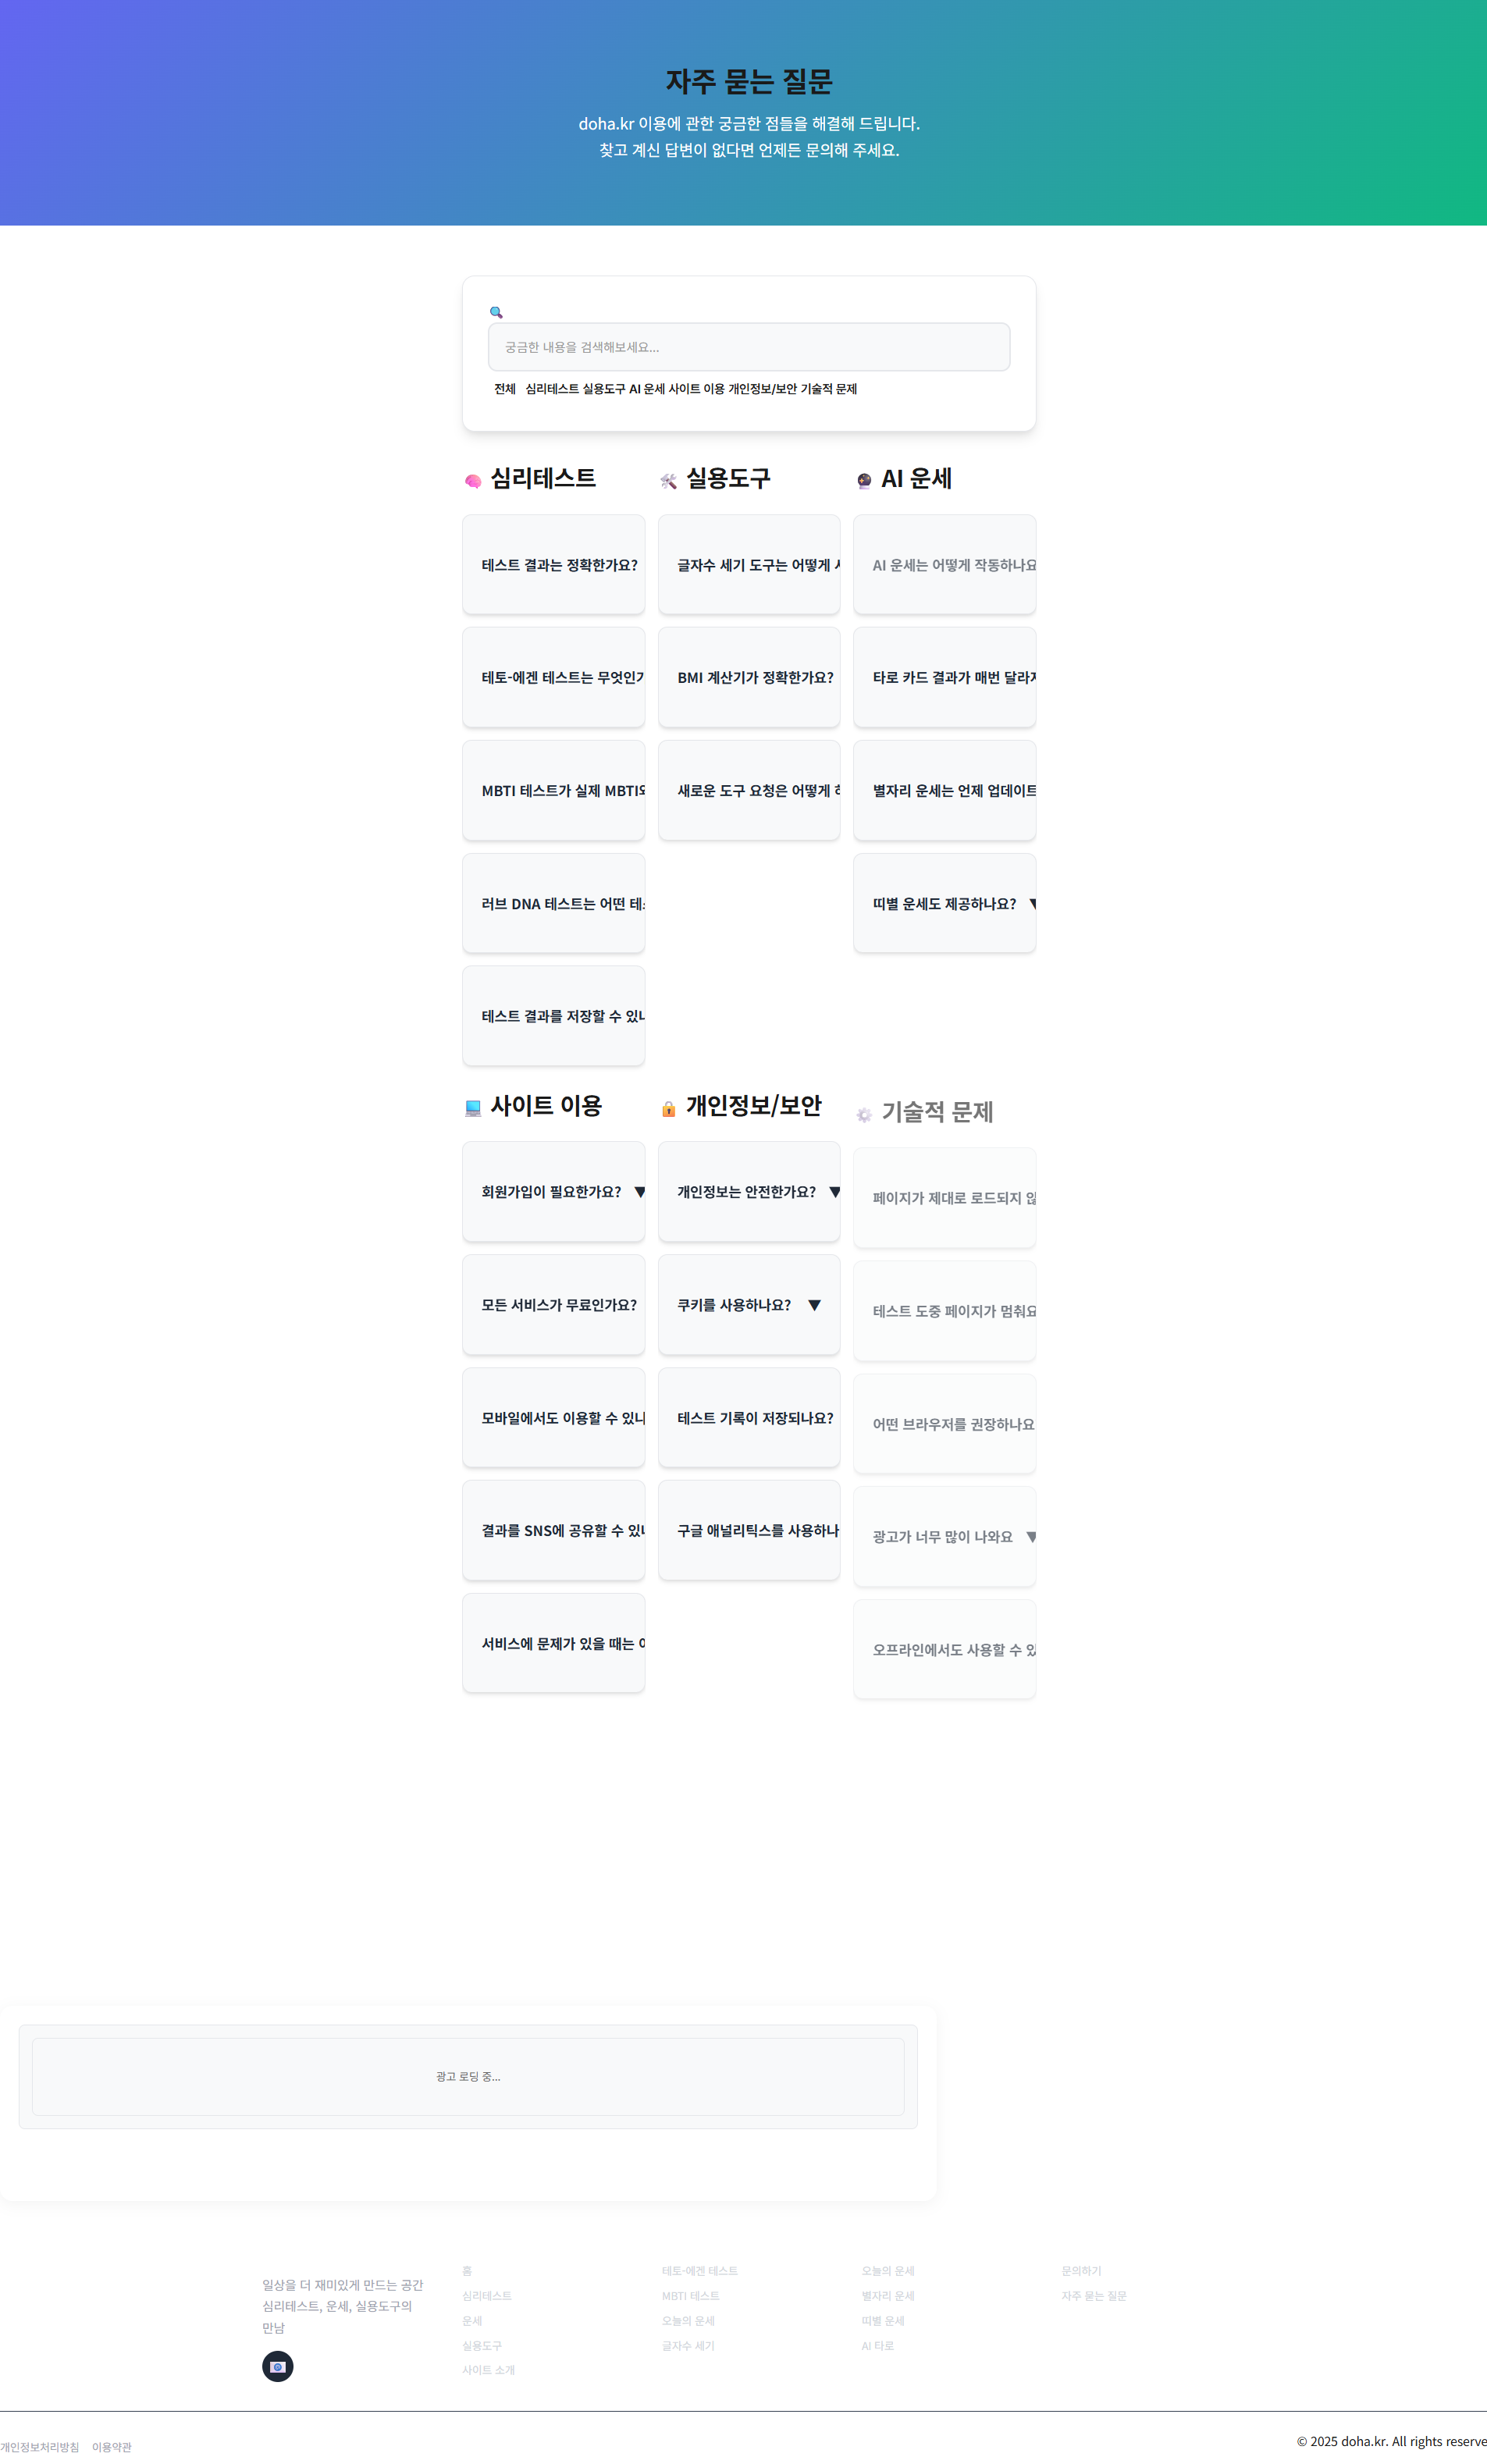 자주 묻는 질문
doha.kr 이용에 관한 궁금한 점들을 해결해 드립니다.
찾고 계신 답변이 없다면 언제든 문의해 주세요.
궁금한 내용을 검색해보세요...
전체 심리테스트 실용도구 AI 운세 사이트 이용 개인정보/보안 기술적 문제
심리테스트
테스트 결과는 정확한가요?
테토-에겐 테스트는 무엇인가
MBTI 테스트가 실제
러브 DNA 테스트는 어떤
테스트 결과를 저장할 수
실용도구
글자수 세기 도구는 어떻게
BMI 계산기가 정확한가요?
새로운 도구 요청은 어떻게
AI 운세
AI 운세는 어떻게 작동하나요
타로 카드 결과가 매번
별자리 운세는 언제 업데이트
띠별 운세도 제공하나요? ▼
사이트 이용
회원가입이 필요한가요? ▼
모든 서비스가 무료인가요?
모바일에서도 이용할 수
결과를 SNS에 공유할 수
서비스에 문제가 있을 때는
개인정보/보안
개인정보는 안전한가요? ▼
쿠키를 사용하나요? ▼
테스트 기록이 저장되나요?
구글 애널리틱스를 사용하나
기술적 문제
페이지가 제대로 로드되지
테스트 도중 페이지가 멈춰요
어떤 브라우저를 권장하나요
광고가 너무 많이 나와요 ▼
오프라인에서도 사용할 수
광고 로딩 중...
일상을 더 재미있게 만드는 공간
심리테스트, 운세, 실용도구의
만남
홈
심리테스트
운세
실용도구
사이트 소개
테토-에겐 테스트
MBTI 테스트
오늘의 운세
글자수 세기
오늘의 운세
별자리 운세
띠별 운세
AI 타로
문의하기
자주 묻는 질문
개인정보처리방침 이용약관
© 2025 doha.kr. All rights reserve